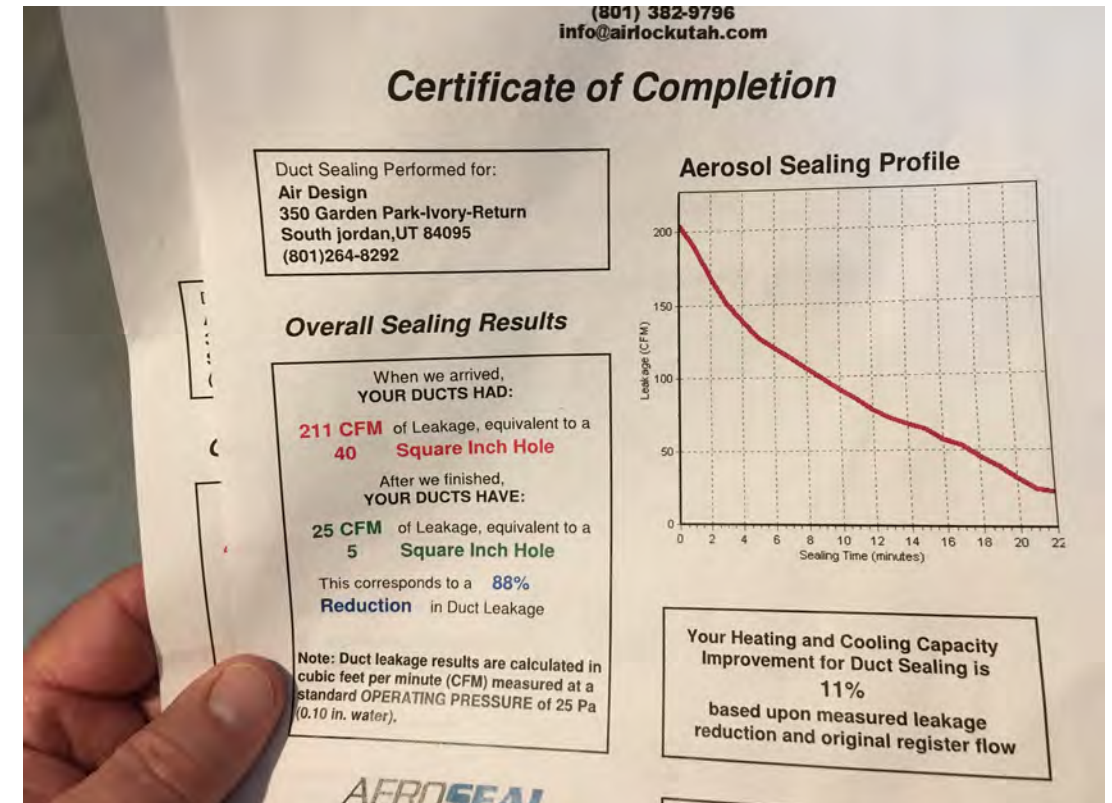 (801) 382-9796
info@airlockutah.com
Certificate of Completion
Duct Sealing Performed for:
Air Design
350 Garden Park-Ivory-Return
South jordan,UT 84095
(801)264-8292
Overall Sealing Results
When we arrived,
YOUR DUCTS HAD:
211 CFM of Leakage, equivalent to a
40 Square Inch Hole
After we finished,
YOUR DUCTS HAVE:
25 CFM of Leakage, equivalent to a
5 Square Inch Hole
This corresponds to a 88%
Reduction in Duct Leakage
Note: Duct leakage results are calculated in
cubic feet per minute (CFM) measured at a
standard OPERATING PRESSURE of 25 Pa
(0.10 in. water).
AEROSEAL
Aerosol Sealing Profile
200
150
100
50
0
Leakage (CFM)
0 2 4 6 8 10 12 14 16 18 20 22
Sealing Time (minutes)
Your Heating and Cooling Capacity
Improvement for Duct Sealing is
11%
based upon measured leakage
reduction and original register flow